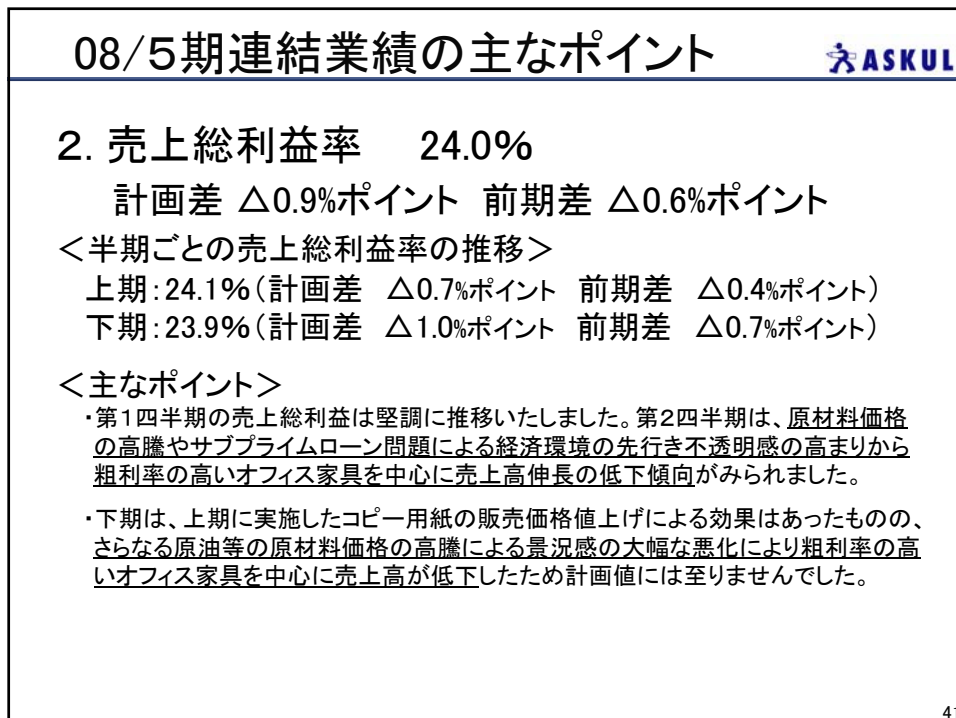 08/5期連結業績の主なポイント
ASKUL
2. 売上総利益率 24.0%
計画差 △0.9%ポイント 前期差 △0.6%ポイント
＜半期ごとの売上総利益率の推移＞
上期：24.1%（計画差 △0.7%ポイント 前期差 △0.4%ポイント）
下期：23.9%（計画差 △1.0%ポイント 前期差 △0.7%ポイント）
＜主なポイント＞
・第1四半期の売上総利益は堅調に推移いたしました。第2四半期は、原材料価格
の高騰やサブプライムローン問題による経済環境の先行き不透明感の高まりから
粗利率の高いオフィス家具を中心に売上高伸長の低下傾向がみられました。
・下期は、上期に実施したコピー用紙の販売価格値上げによる効果はあったものの、
さらなる原油等の原材料価格の高騰による景況感の大幅な悪化により粗利率の高
いオフィス家具を中心に売上高が低下したため計画値には至りませんでした。